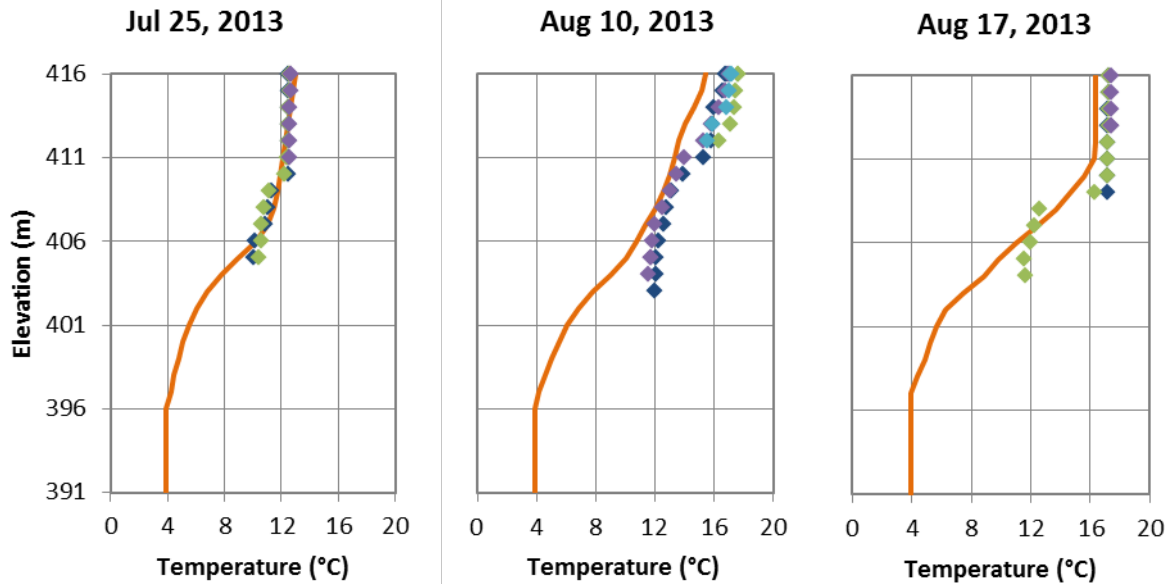 Jul 25, 2013
Aug 10, 2013
Aug 17, 2013
Elevation (m)
416
411
406
401
396
391
0 4 8 12 16 20
0 4 8 12 16 20
0 4 8 12 16 20
Temperature (°C)
Temperature (°C)
Temperature (°C)